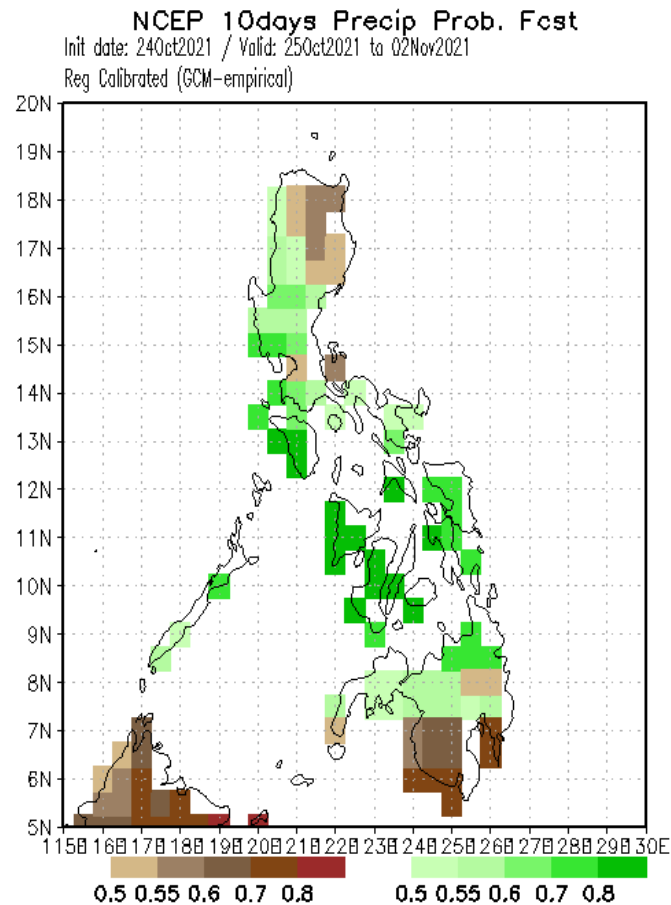 NCEP 10days Precip Prob. Fcst
Init date: 24Oct2021 / Valid: 25Oct2021 to 02Nov2021
Reg Calibrated (GCM-empirical)
20N
19N
18N
17N
16N
15N
14N
13N
12N
11N
10N
9N
8N
7N
6N
5N
115E 116E 117E 118E 119E 120E 121E 122E 123E 124E 125E 126E 127E 128E 129E 130E
0.5 0.55 0.6 0.7 0.8 0.5 0.55 0.6 0.7 0.8